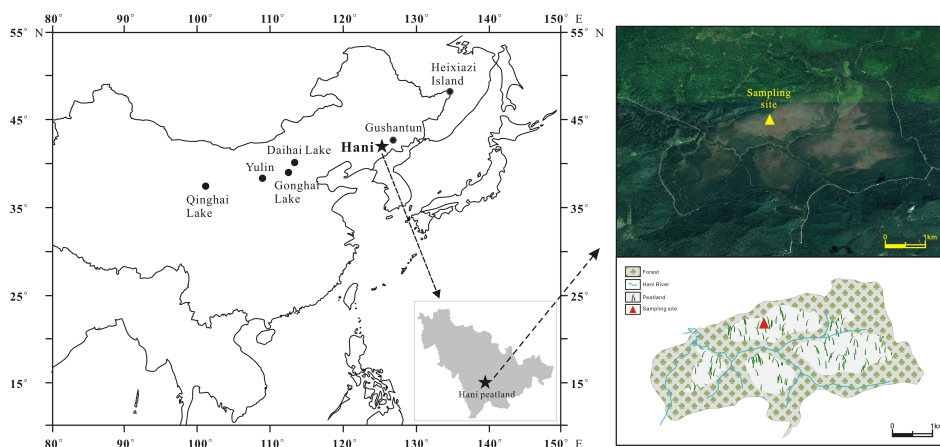 80° 90° 100° 110° 120° 130° 140° 150° E
55° N
45°
35°
25°
15°
55° N
45°
35°
25°
15°
80° 90° 100° 110° 120° 130° 140° 150°
Heixiazi
Island
Gushantun
Hani
Daihai Lake
Yulin
Gonghai
Lake
Qinghai
Lake
Hani peatland
Sampling
site
0 1km
Forest
Hani River
Peatland
Sampling site
0 1km